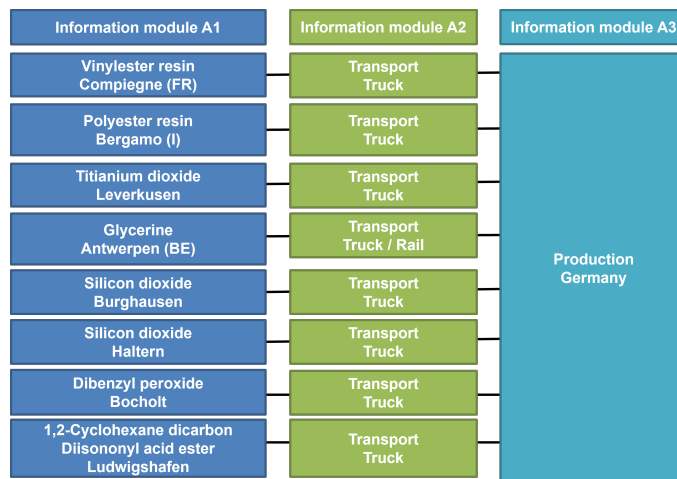 Information module A1
Information module A2
Information module A3
Vinylester resin
Compiegne (FR)
Transport
Truck
Polyester resin
Bergamo (I)
Transport
Truck
Titianium dioxide
Leverkusen
Transport
Truck
Glycerine
Antwerpen (BE)
Transport
Truck / Rail
Silicon dioxide
Burghausen
Transport
Truck
Silicon dioxide
Haltern
Transport
Truck
Dibenzyl peroxide
Bocholt
Transport
Truck
1,2-Cyclohexane dicarbon
Diisononyl acid ester
Ludwigshafen
Transport
Truck
Production
Germany